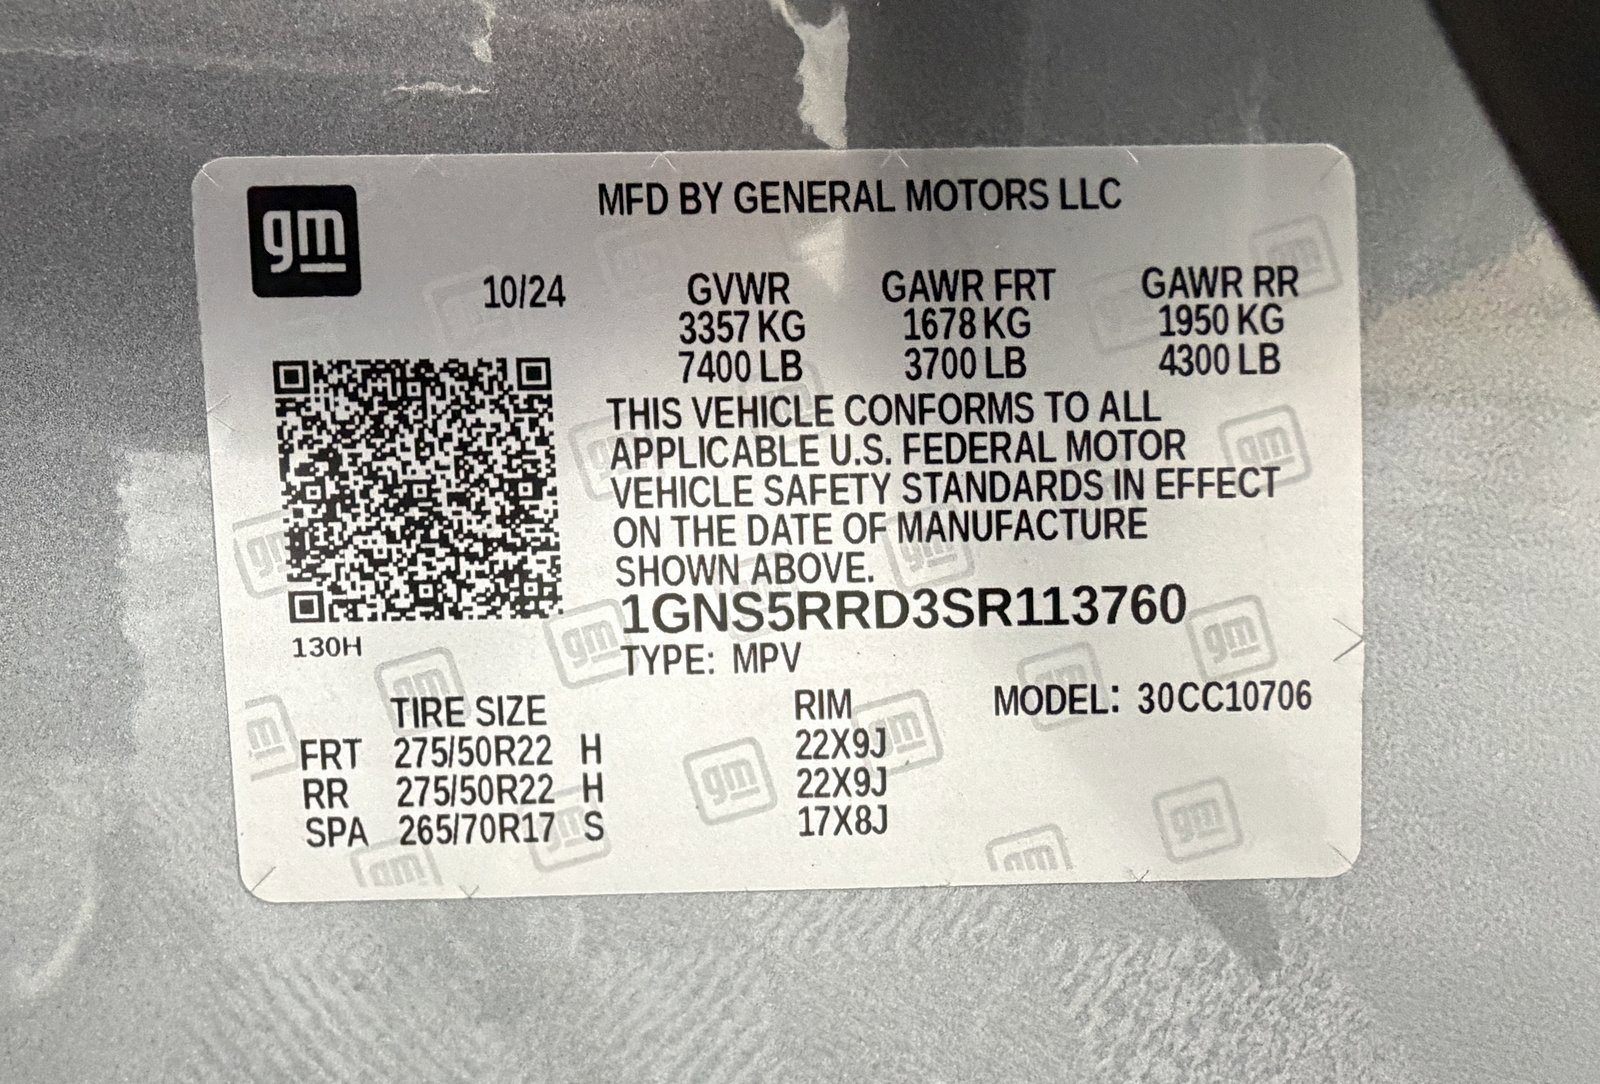 gm
MFD BY GENERAL MOTORS LLC
10/24 GVWR GAWR FRT GAWR RR
3357 KG 1678 KG 1950 KG
7400 LB 3700 LB 4300 LB
THIS VEHICLE CONFORMS TO ALL
APPLICABLE U.S. FEDERAL MOTOR
VEHICLE SAFETY STANDARDS IN EFFECT
ON THE DATE OF MANUFACTURE
SHOWN ABOVE.
1GNS5RRD3SR113760
130H
TYPE: MPV
TIRE SIZE RIM MODEL: 30CC10706
FRT 275/50R22 H 22X9J
RR 275/50R22 H 22X9J
SPA 265/70R17 S 17X8J